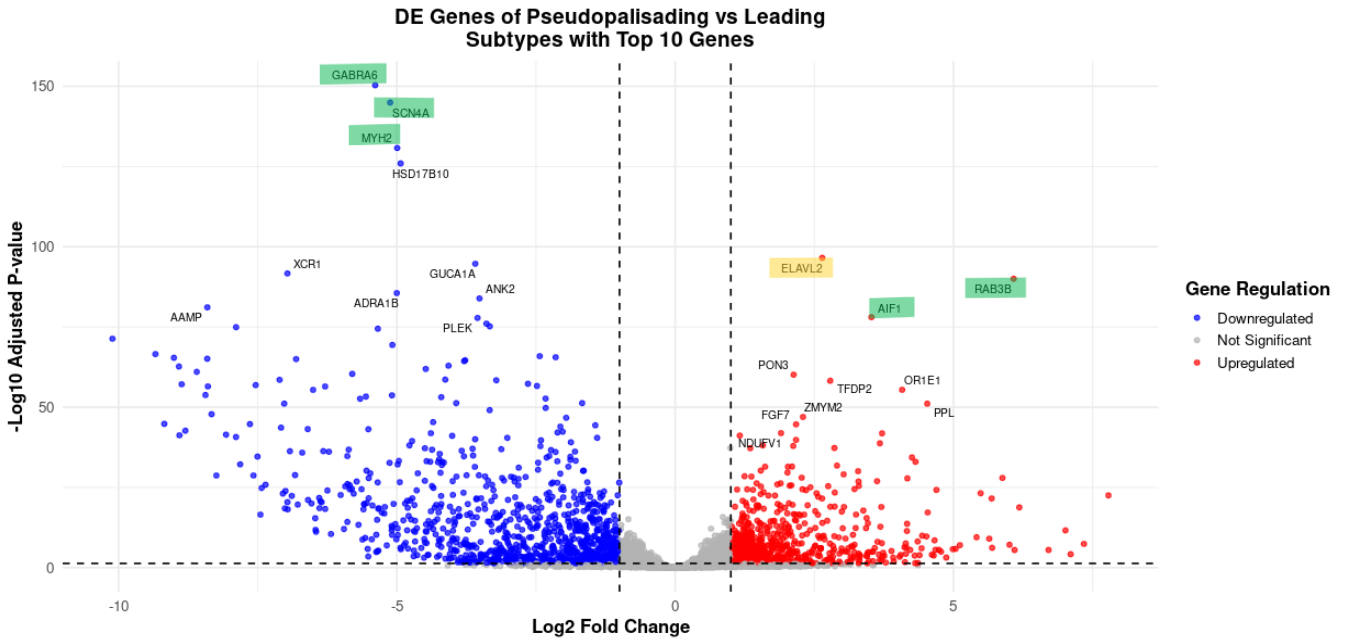 DE Genes of Pseudopalisading vs Leading
Subtypes with Top 10 Genes
-Log10 Adjusted P-value
150
100
50
0
GABRA6
SCN4A
MYH2
HSD17B10
XCR1
GUCA1A
ANK2
ADRA1B
AAMP
PLEK
ELAVL2
RAB3B
AIF1
PON3
TFDP2
OR1E1
ZMYM2
PPL
FGF7
NDUFV1
-10
-5
0
5
Log2 Fold Change
Gene Regulation
Downregulated
Not Significant
Upregulated